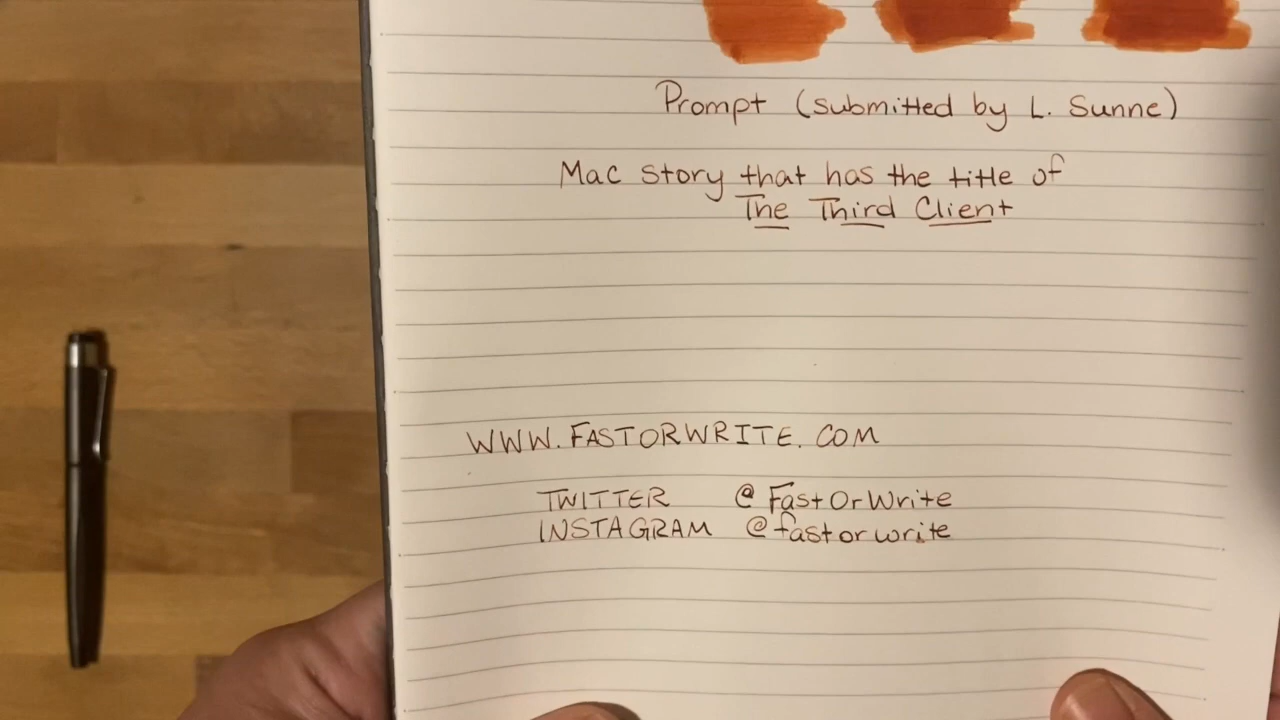 Prompt (submitted by L. Sunne)
Mac story that has the title of
The Third Client
WWW.FASTORWRITE.COM
TWITTER @FastOrWrite
INSTAGRAM @fastorwrite